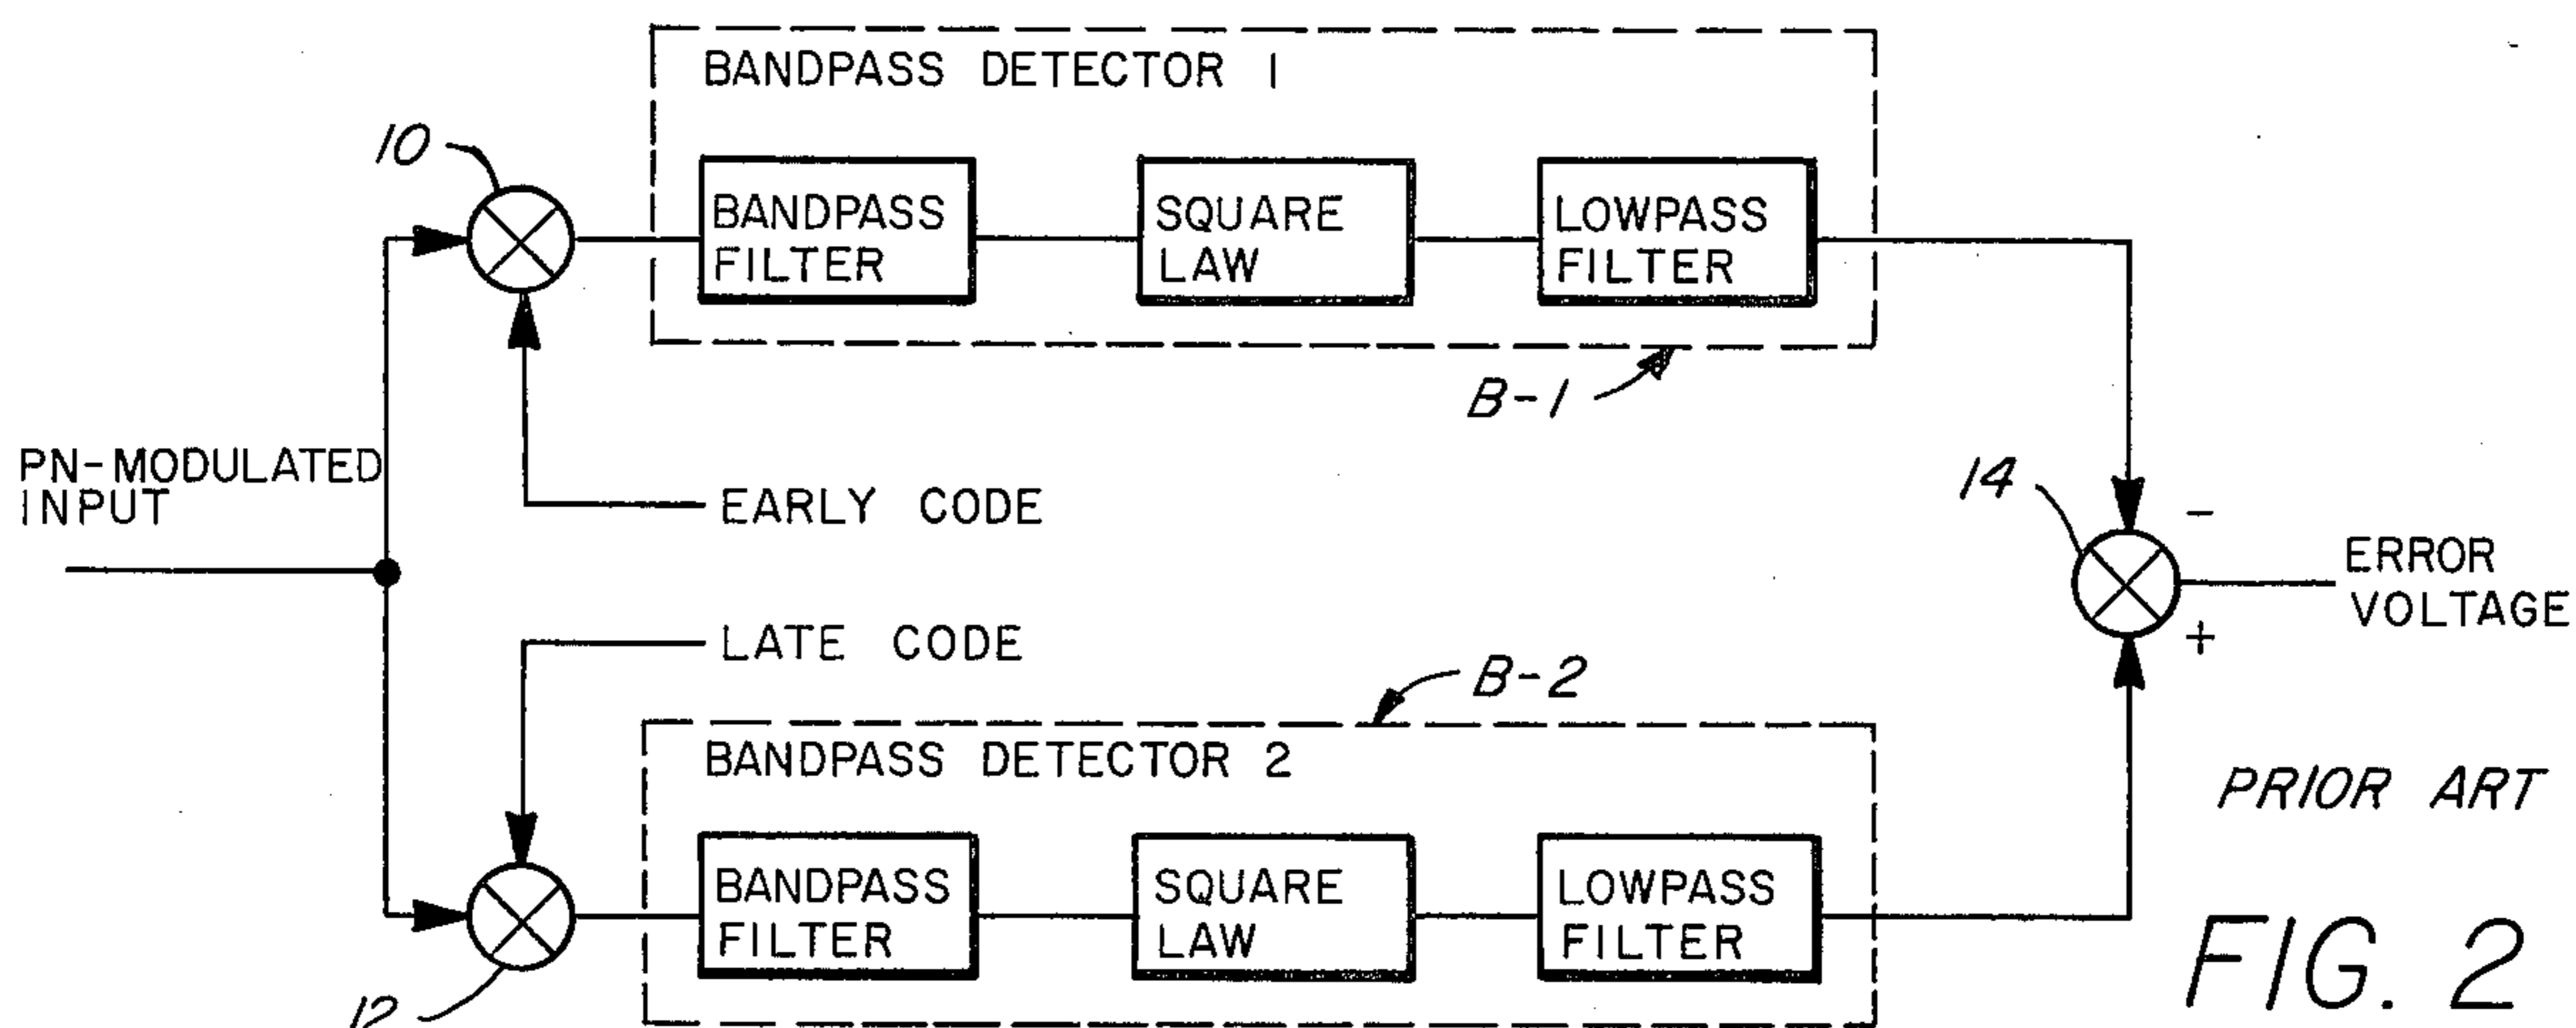 BANDPASS DETECTOR 1
10
BANDPASS
FILTER
SQUARE
LAW
LOWPASS
FILTER
B-1
PN-MODULATED
INPUT
EARLY CODE
14
-
ERROR
VOLTAGE
+
LATE CODE
B-2
BANDPASS DETECTOR 2
PRIOR ART
BANDPASS
FILTER
SQUARE
LAW
LOWPASS
FILTER
12
FIG. 2